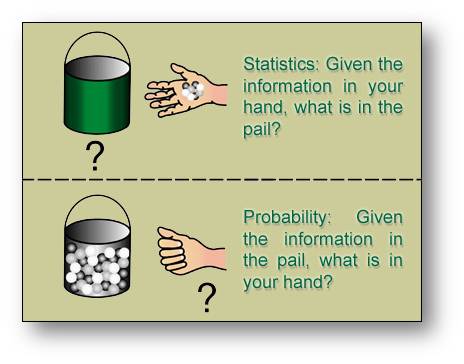 Statistics: Given the
information in your
hand, what is in the
pail?
?
Probability: Given
the information in
the pail, what is in
your hand?
?